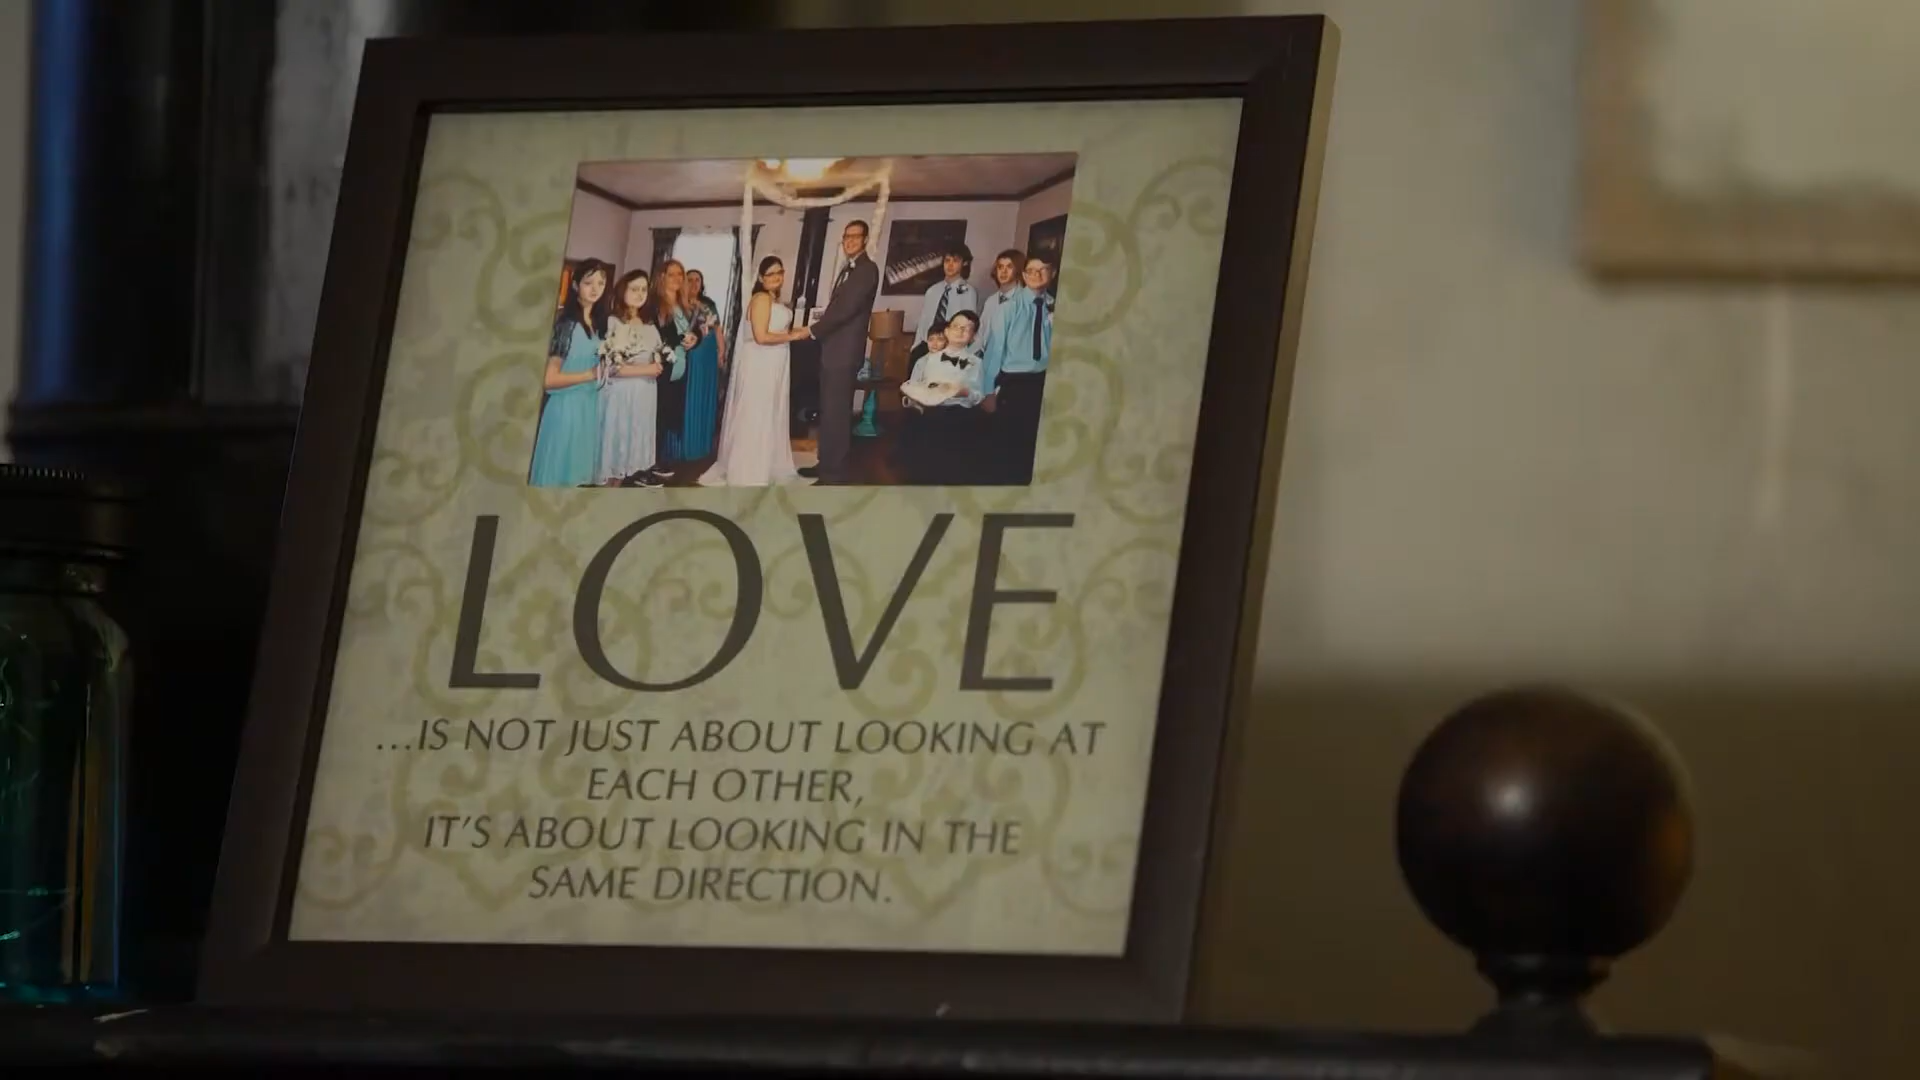 LOVE
...IS NOT JUST ABOUT LOOKING AT
EACH OTHER,
IT'S ABOUT LOOKING IN THE
SAME DIRECTION.